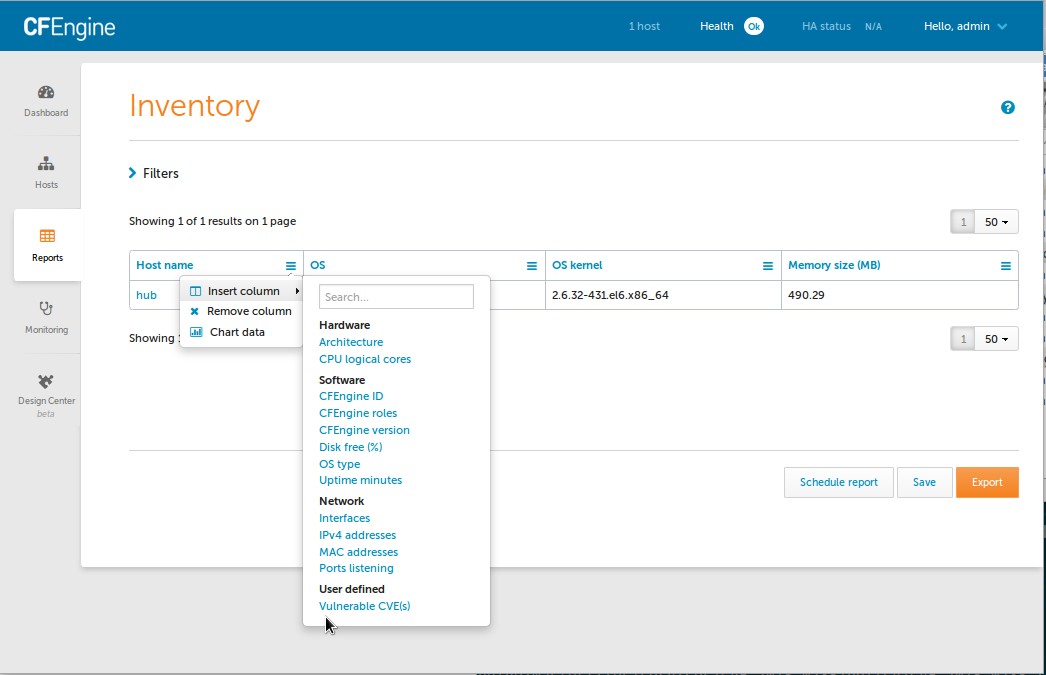 CFEngine
1 host Health Ok HA status N/A Hello, admin
Dashboard
Hosts
Reports
Monitoring
Design Center
beta
Inventory
?
Filters
Showing 1 of 1 results on 1 page
1 50
Host name OS OS kernel Memory size (MB)
hub 2.6.32-431.el6.x86_64 490.29
Insert column
Remove column
Chart data
Search...
Hardware
Architecture
CPU logical cores
Software
CFEngine ID
CFEngine roles
CFEngine version
Disk free (%)
OS type
Uptime minutes
Network
Interfaces
IPv4 addresses
MAC addresses
Ports listening
User defined
Vulnerable CVE(s)
Showing
1 50
Schedule report Save Export